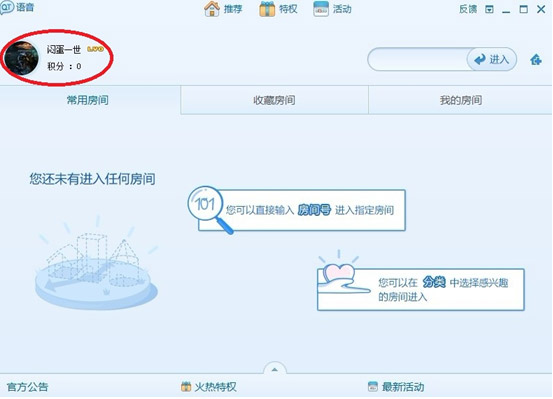 QT 语音
推荐
特权
活动
反馈
闷蛋一世 LV0
积分 : 0
进入
常用房间
收藏房间
我的房间
您还未有进入任何房间
101
您可以直接输入 房间号 进入指定房间
您可以在 分类 中选择感兴趣
的房间进入
官方公告
火热特权
最新活动